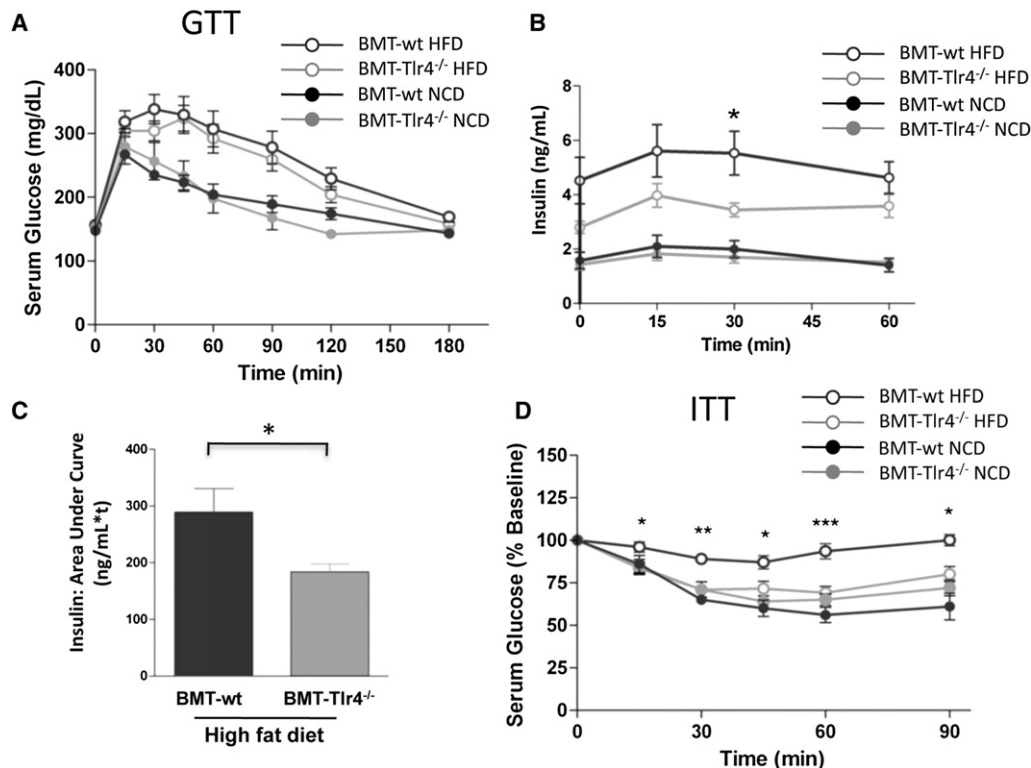 A
GTT
BMT-wt HFD
BMT-Tlr4-/- HFD
BMT-wt NCD
BMT-Tlr4-/- NCD
Serum Glucose (mg/dL)
400
300
200
100
0
0 30 60 90 120 150 180
Time (min)
B
BMT-wt HFD
BMT-Tlr4-/- HFD
BMT-wt NCD
BMT-Tlr4-/- NCD
Insulin (ng/mL)
8
6
4
2
0
*
0 15 30 45 60
Time (min)
C
Insulin: Area Under Curve
(ng/mL*t)
400
300
200
100
0
*
BMT-wt BMT-Tlr4-/-
High fat diet
D
ITT
BMT-wt HFD
BMT-Tlr4-/- HFD
BMT-wt NCD
BMT-Tlr4-/- NCD
Serum Glucose (% Baseline)
150
125
100
75
50
25
0
* ** * *** *
0 30 60 90
Time (min)